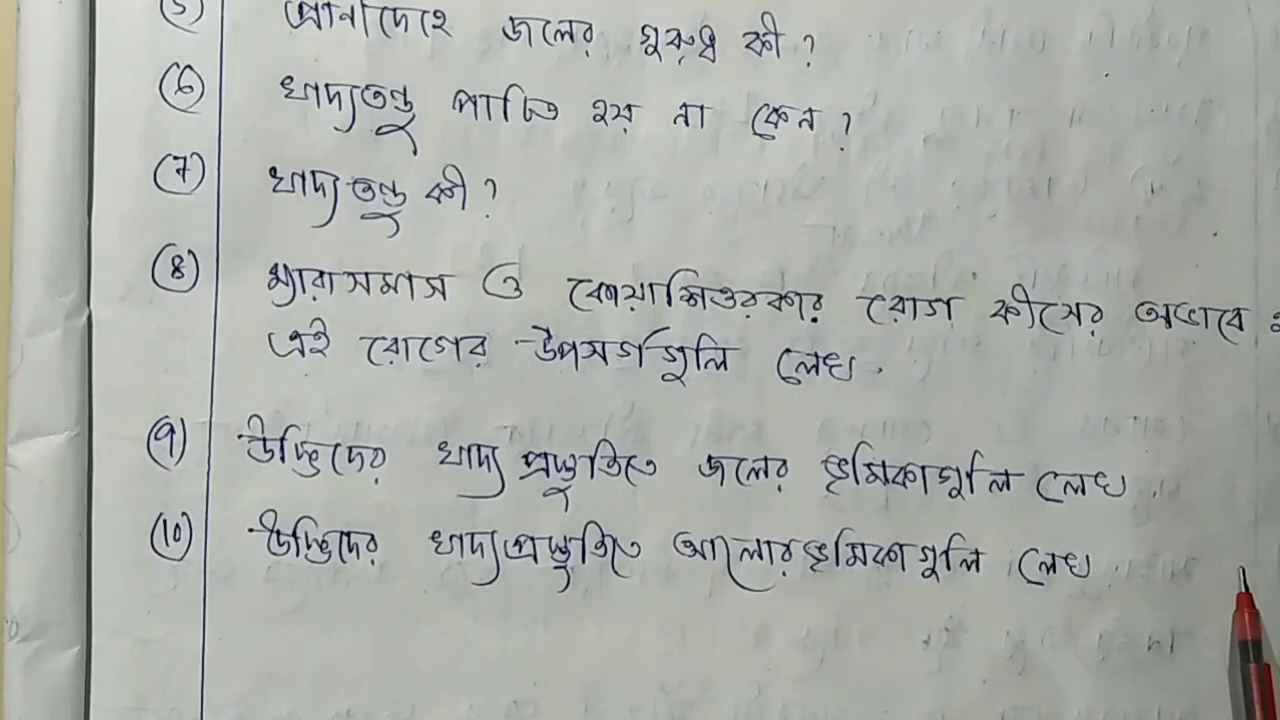 (5) প্রানীদেহে জলের গুরুত্ব কী?
(6) খাদ্যতন্তু পাচিত হয় না কেন?
(7) খাদ্যতন্তু কী?
(8) ম্যারাসমাস ও কোয়াশিওরকার রোগ কীসের অভাবে
এই রোগের উপসর্গগুলি লেখ.
(9) উদ্ভিদের খাদ্য প্রস্তুতিতে জলের ভূমিকাগুলি লেখ.
(10) উদ্ভিদের খাদ্যপ্রস্তুতিতে আলোর ভূমিকাগুলি লেখ